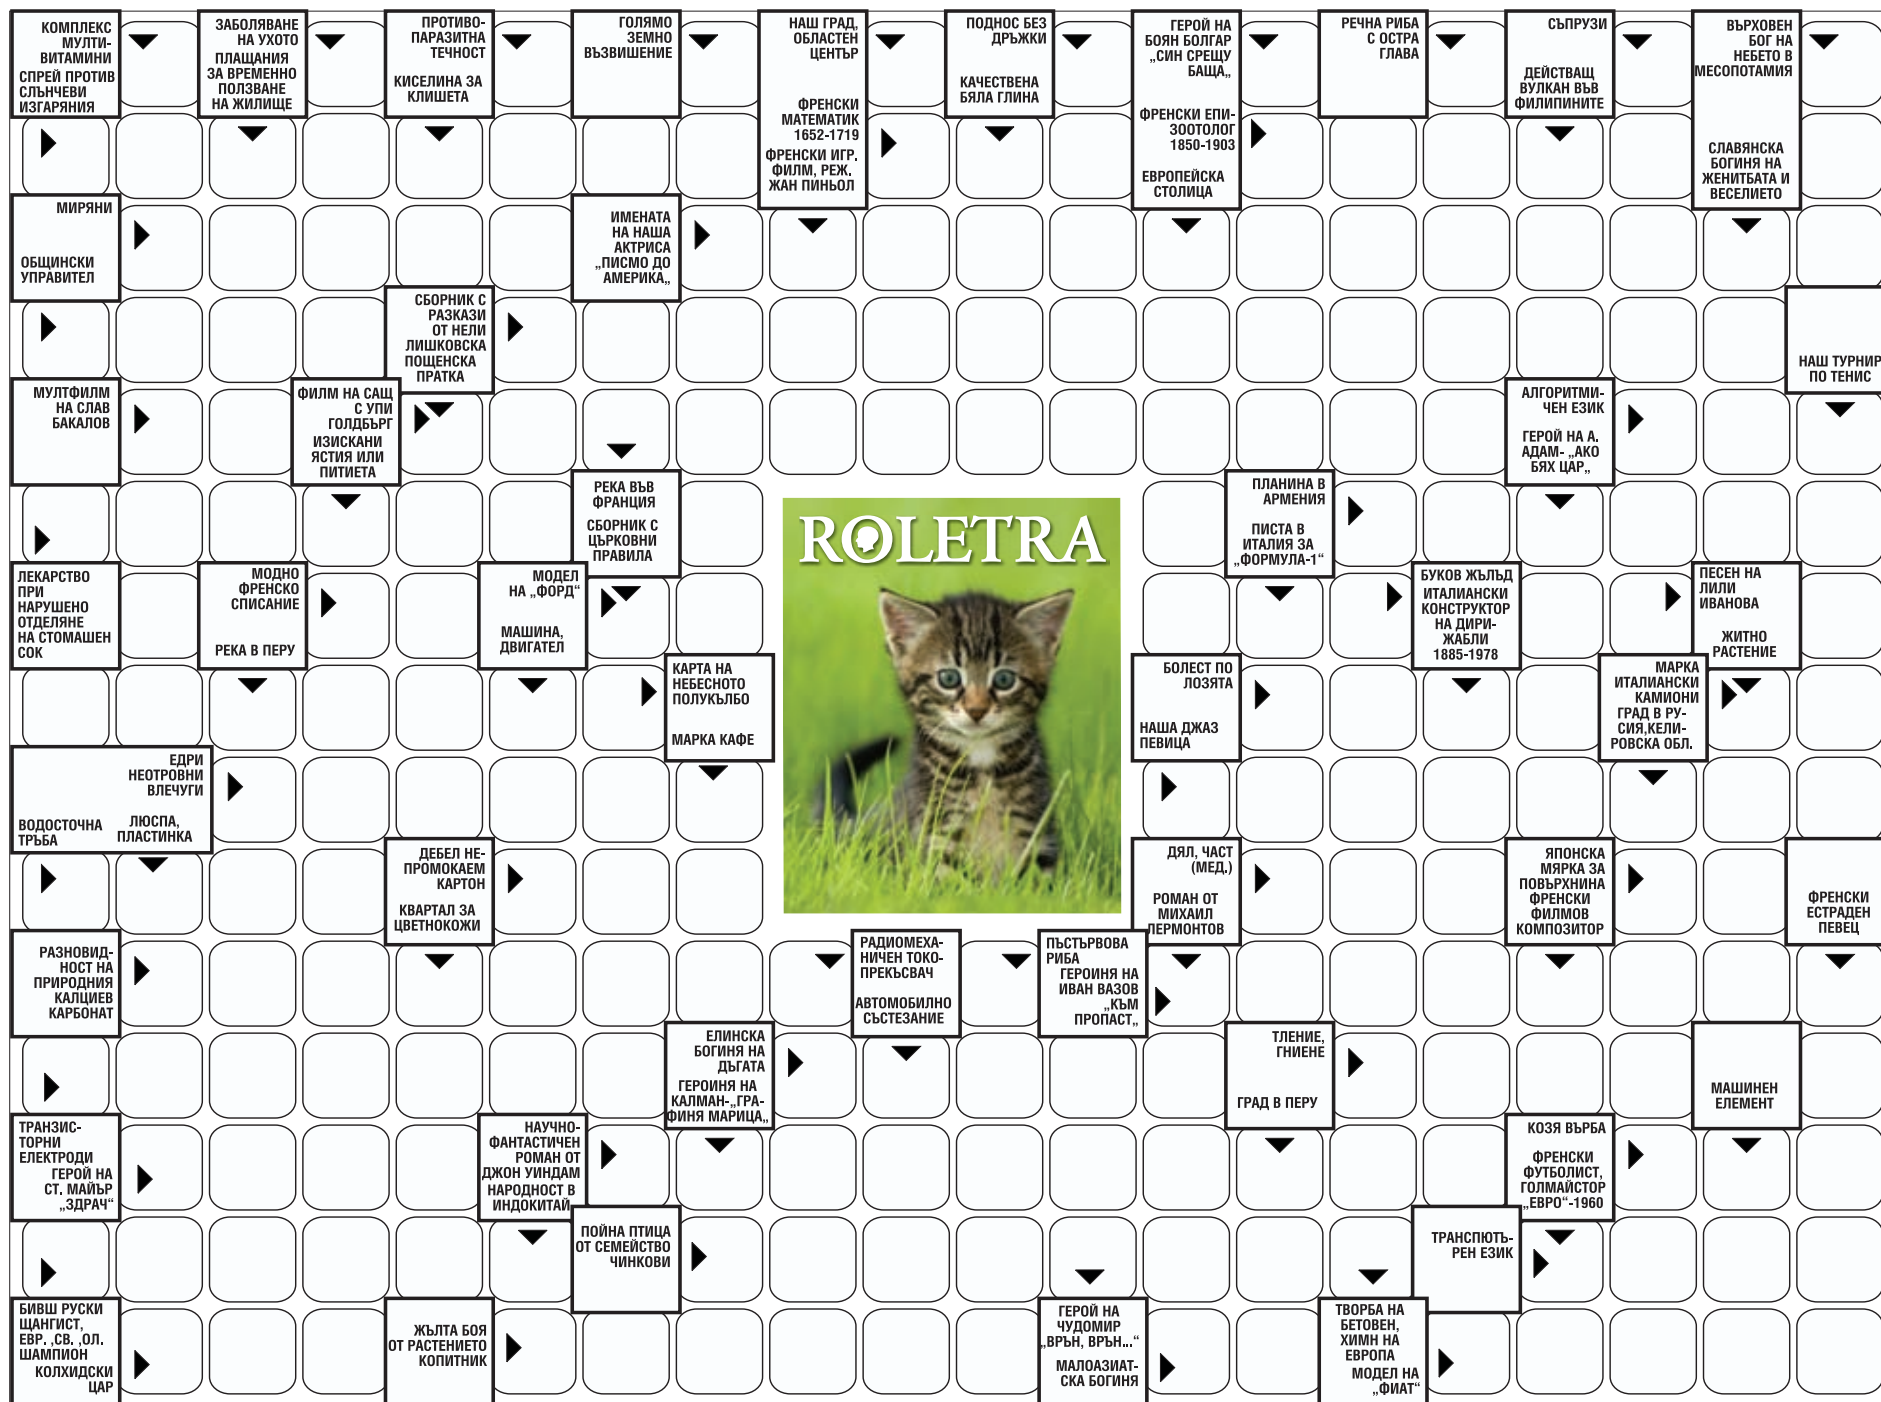 КОМПЛЕКС
МУЛТИ-
ВИТАМИНИ
СПРЕЙ ПРОТИВ
СЛЪНЧЕВИ
ИЗГАРЯНИЯ
ЗАБОЛЯВАНЕ
НА УХОТО
ПЛАЩАНИЯ
ЗА ВРЕМЕННО
ПОЛЗВАНЕ
НА ЖИЛИЩЕ
ПРОТИВО-
ПАРАЗИТНА
ТЕЧНОСТ
КИСЕЛИНА ЗА
КЛИШЕТА
ГОЛЯМО
ЗЕМНО
ВЪЗВИШЕНИЕ
НАШ ГРАД,
ОБЛАСТЕН
ЦЕНТЪР
ФРЕНСКИ
МАТЕМАТИК
1652-1719
ФРЕНСКИ ИГР.
ФИЛМ, РЕЖ.
ЖАН ПИНЬОЛ
ПОДНОС БЕЗ
ДРЪЖКИ
КАЧЕСТВЕНА
БЯЛА ГЛИНА
ГЕРОЙ НА
БОЯН БОЛГАР
„СИН СРЕЩУ
БАЩА„
ФРЕНСКИ ЕПИ-
ЗООТОЛОГ
1850-1903
ЕВРОПЕЙСКА
СТОЛИЦА
РЕЧНА РИБА
С ОСТРА
ГЛАВА
СЪПРУЗИ
ДЕЙСТВАЩ
ВУЛКАН ВЪВ
ФИЛИПИНИТЕ
ВЪРХОВЕН
БОГ НА
НЕБЕТО В
МЕСОПОТАМИЯ
СЛАВЯНСКА
БОГИНЯ НА
ЖЕНИТБАТА И
ВЕСЕЛИЕТО
МИРЯНИ
ОБЩИНСКИ
УПРАВИТЕЛ
ИМЕНАТА
НА НАША
АКТРИСА
„ПИСМО ДО
АМЕРИКА„
СБОРНИК С
РАЗКАЗИ
ОТ НЕЛИ
ЛИШКОВСКА
ПОЩЕНСКА
ПРАТКА
НАШ ТУРНИР
ПО ТЕНИС
МУЛТФИЛМ
НА СЛАВ
БАКАЛОВ
ФИЛМ НА САЩ
С УПИ
ГОЛДБЪРГ
ИЗИСКАНИ
ЯСТИЯ ИЛИ
ПИТИЕТА
АЛГОРИТМИ-
ЧЕН ЕЗИК
ГЕРОЙ НА А.
АДАМ- „АКО
БЯХ ЦАР„
РЕКА ВЪВ
ФРАНЦИЯ
СБОРНИК С
ЦЪРКОВНИ
ПРАВИЛА
ROLETRA
ПЛАНИНА В
АРМЕНИЯ
ПИСТА В
ИТАЛИЯ ЗА
„ФОРМУЛА-1“
ЛЕКАРСТВО
ПРИ
НАРУШЕНО
ОТДЕЛЯНЕ
НА СТОМАШЕН
СОК
МОДНО
ФРЕНСКО
СПИСАНИЕ
РЕКА В ПЕРУ
МОДЕЛ
НА „ФОРД“
МАШИНА,
ДВИГАТЕЛ
БУКОВ ЖЪЛЪД
ИТАЛИАНСКИ
КОНСТРУКТОР
НА ДИРИ-
ЖАБЛИ
1885-1978
ПЕСЕН НА
ЛИЛИ
ИВАНОВА
ЖИТНО
РАСТЕНИЕ
КАРТА НА
НЕБЕСНОТО
ПОЛУКЪЛБО
МАРКА КАФЕ
БОЛЕСТ ПО
ЛОЗЯТА
НАША ДЖАЗ
ПЕВИЦА
МАРКА
ИТАЛИАНСКИ
КАМИОНИ
ГРАД В РУ-
СИЯ,КЕЛИ-
РОВСКА ОБЛ.
ЕДРИ
НЕОТРОВНИ
ВЛЕЧУГИ
ВОДОСТОЧНА
ТРЪБА
ЛЮСПА,
ПЛАСТИНКА
ДЕБЕЛ НЕ-
ПРОМОКАЕМ
КАРТОН
КВАРТАЛ ЗА
ЦВЕТНОКОЖИ
ДЯЛ, ЧАСТ
(МЕД.)
РОМАН ОТ
МИХАИЛ
ЛЕРМОНТОВ
ЯПОНСКА
МЯРКА ЗА
ПОВЪРХНИНА
ФРЕНСКИ
ФИЛМОВ
КОМПОЗИТОР
ФРЕНСКИ
ЕСТРАДЕН
ПЕВЕЦ
РАЗНОВИД-
НОСТ НА
ПРИРОДНИЯ
КАЛЦИЕВ
КАРБОНАТ
РАДИОМЕХА-
НИЧЕН ТОКО-
ПРЕКЪСВАЧ
АВТОМОБИЛНО
СЪСТЕЗАНИЕ
ПЪСТЪРВОВА
РИБА
ГЕРОИНЯ НА
ИВАН ВАЗОВ
„КЪМ
ПРОПАСТ„
ЕЛИНСКА
БОГИНЯ НА
ДЪГАТА
ГЕРОИНЯ НА
КАЛМАН-„ГРА-
ФИНЯ МАРИЦА„
ТЛЕНИЕ,
ГНИЕНЕ
ГРАД В ПЕРУ
МАШИНЕН
ЕЛЕМЕНТ
ТРАНЗИС-
ТОРНИ
ЕЛЕКТРОДИ
ГЕРОЙ НА
СТ. МАЙЪР
„ЗДРАЧ“
НАУЧНО-
ФАНТАСТИЧЕН
РОМАН ОТ
ДЖОН УИНДАМ
НАРОДНОСТ В
ИНДОКИТАЙ
КОЗЯ ВЪРБА
ФРЕНСКИ
ФУТБОЛИСТ,
ГОЛМАЙСТОР
„ЕВРО“-1960
ПОЙНА ПТИЦА
ОТ СЕМЕЙСТВО
ЧИНКОВИ
ТРАНСПЮТЪ-
РЕН ЕЗИК
БИВШ РУСКИ
ЩАНГИСТ,
ЕВР. ,СВ. ,ОЛ.
ШАМПИОН
КОЛХИДСКИ
ЦАР
ЖЪЛТА БОЯ
ОТ РАСТЕНИЕТО
КОПИТНИК
ГЕРОЙ НА
ЧУДОМИР
„ВРЪН, ВРЪН...“
МАЛОАЗИАТ-
СКА БОГИНЯ
ТВОРБА НА
БЕТОВЕН,
ХИМН НА
ЕВРОПА
МОДЕЛ НА
„ФИАТ“